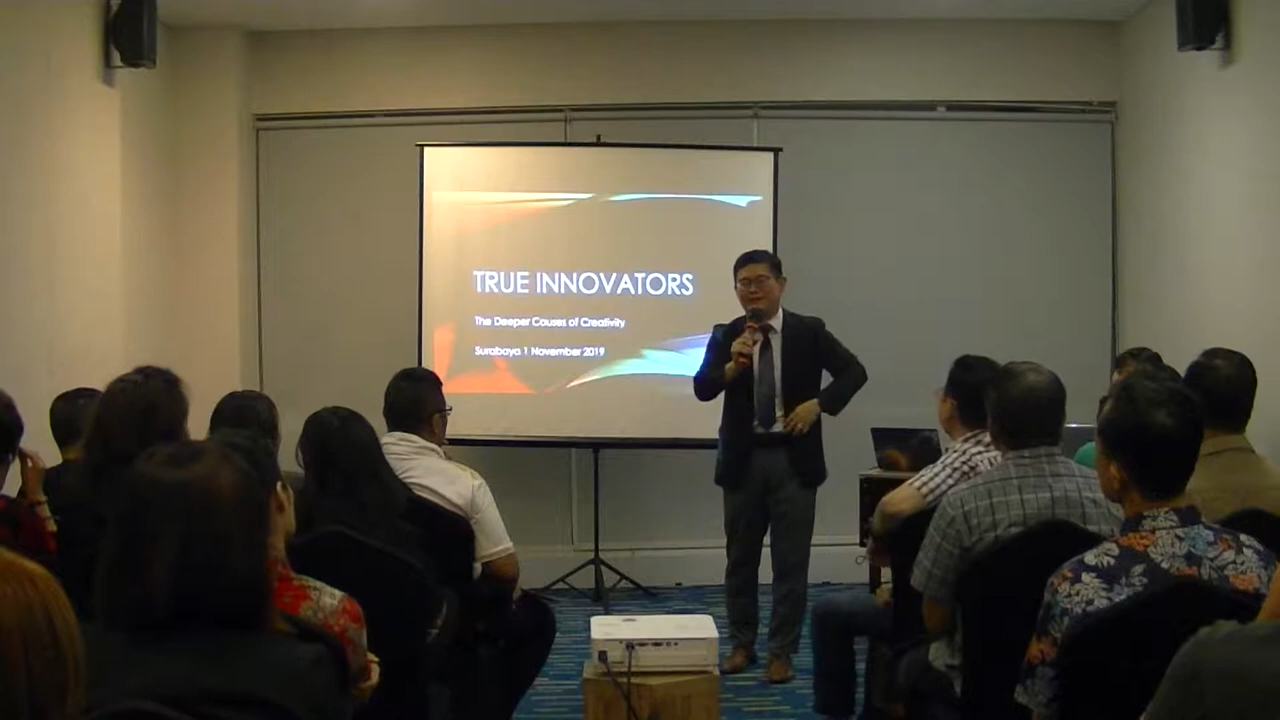 TRUE INNOVATORS
The Deeper Causes of Creativity
Surabaya 1 November 2019